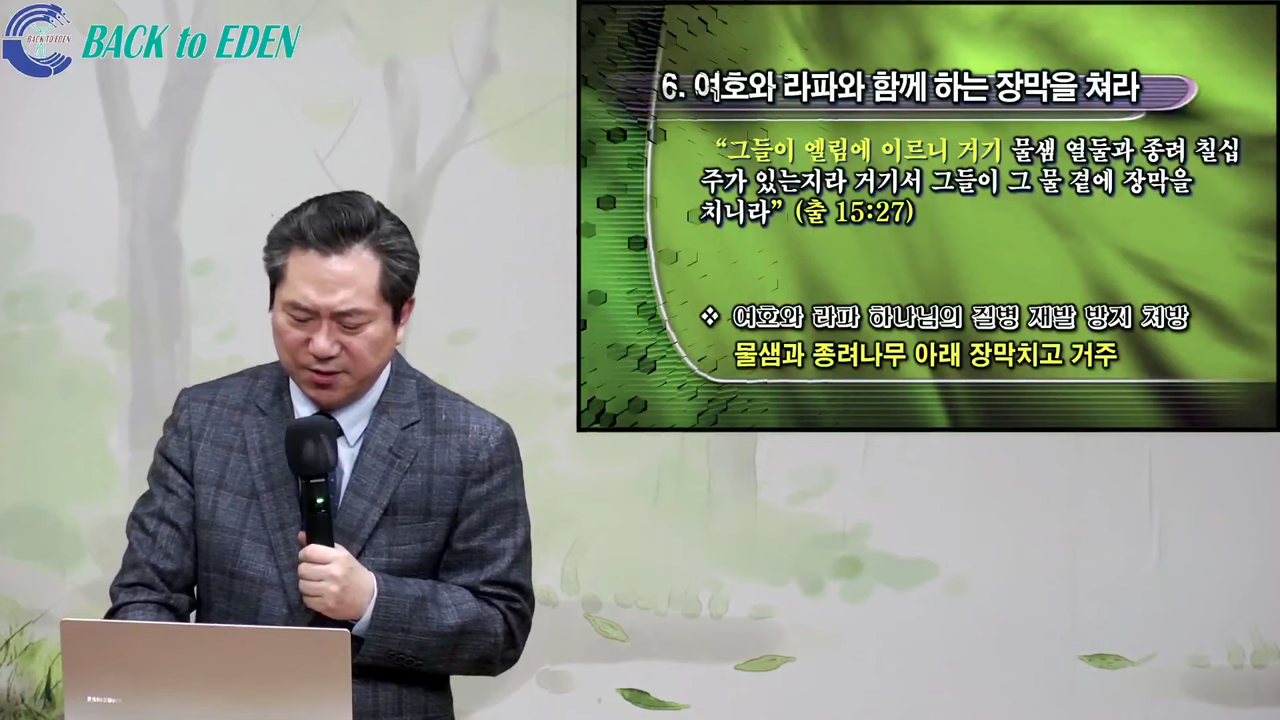 BACK TO EDEN
BACK to EDEN
6. 여호와 라파와 함께 하는 장막을 쳐라
“그들이 엘림에 이르니 거기 물샘 열둘과 종려 칠십
주가 있는지라 거기서 그들이 그 물 곁에 장막을
치니라” (출 15:27)
❖ 여호와 라파 하나님의 질병 재발 방지 처방
물샘과 종려나무 아래 장막치고 거주